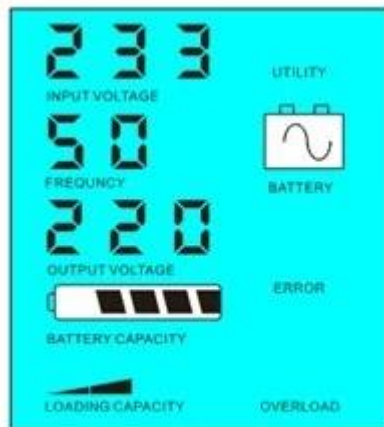 233
UTILITY
INPUT VOLTAGE
50
FREQUNCY
BATTERY
220
OUTPUT VOLTAGE
ERROR
BATTERY CAPACITY
LOADING CAPACITY
OVERLOAD